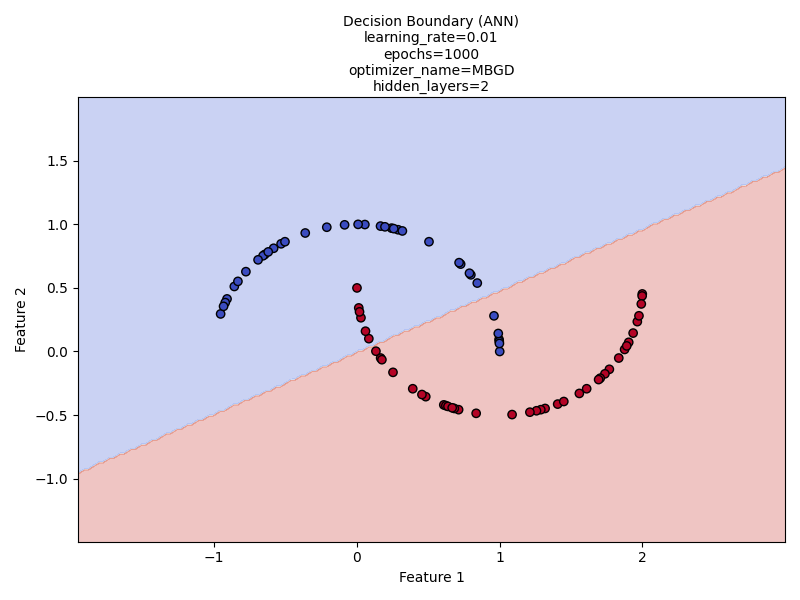 Decision Boundary (ANN)
learning_rate=0.01
epochs=1000
optimizer_name=MBGD
hidden_layers=2
1.5
1.0
0.5
0.0
−0.5
−1.0
Feature 2
−1
0
1
2
Feature 1